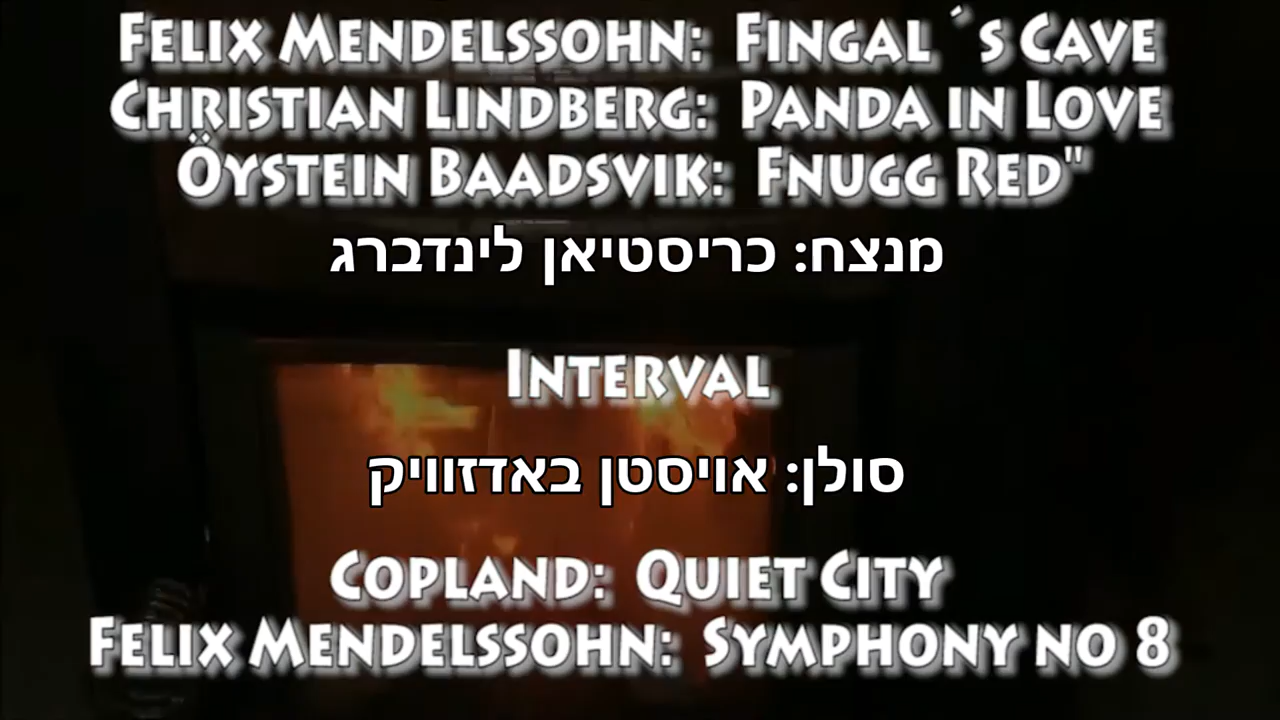 Felix Mendelssohn: Fingal ´s Cave
Christian Lindberg: Panda in Love
Öystein Baadsvik: Fnugg Red"
מנצח: כריסטיאן לינדברג
Interval
סולן: אויסטן באדזוויק
Copland: Quiet City
Felix Mendelssohn: Symphony no 8